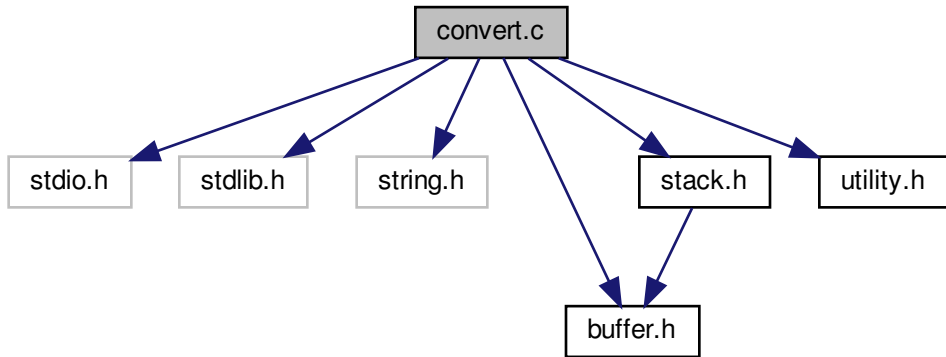 convert.c
stdio.h
stdlib.h
string.h
stack.h
utility.h
buffer.h